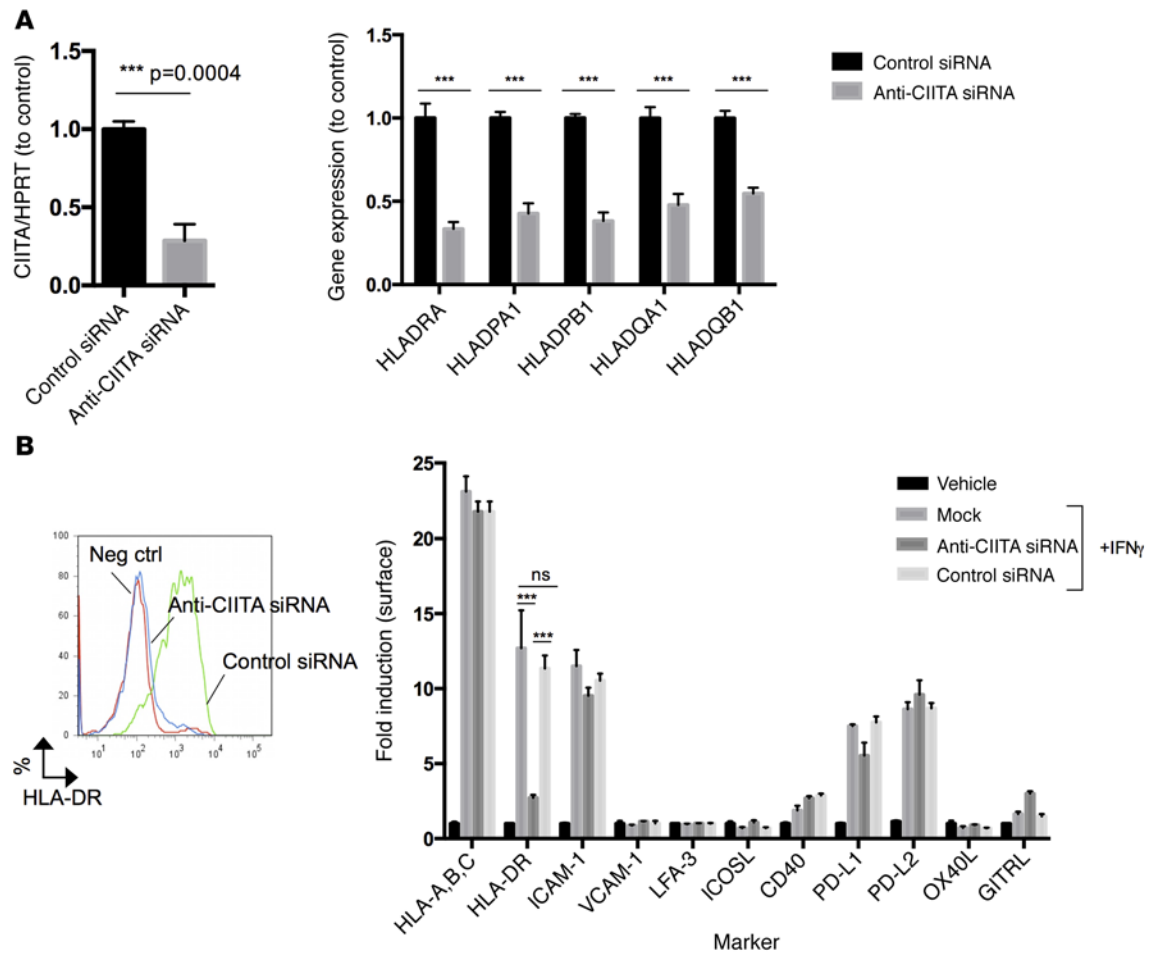 A
CIITA/HPRT (to control)
1.5
1.0
0.5
0.0
*** p=0.0004
Control siRNA
Anti-CIITA siRNA
Gene expression (to control)
1.5
1.0
0.5
0.0
*** *** *** *** ***
HLADRA
HLADPA1
HLADPB1
HLADQA1
HLADQB1
Control siRNA
Anti-CIITA siRNA
B
100
80
60
40
20
0
Neg ctrl
Anti-CIITA siRNA
Control siRNA
10¹ 10² 10³ 10⁴ 10⁵
%
HLA-DR
Fold induction (surface)
25
20
15
10
5
0
ns
***
***
HLA-A,B,C
HLA-DR
ICAM-1
VCAM-1
LFA-3
ICOSL
CD40
PD-L1
PD-L2
OX40L
GITRL
Marker
Vehicle
Mock
Anti-CIITA siRNA
Control siRNA
+IFNγ